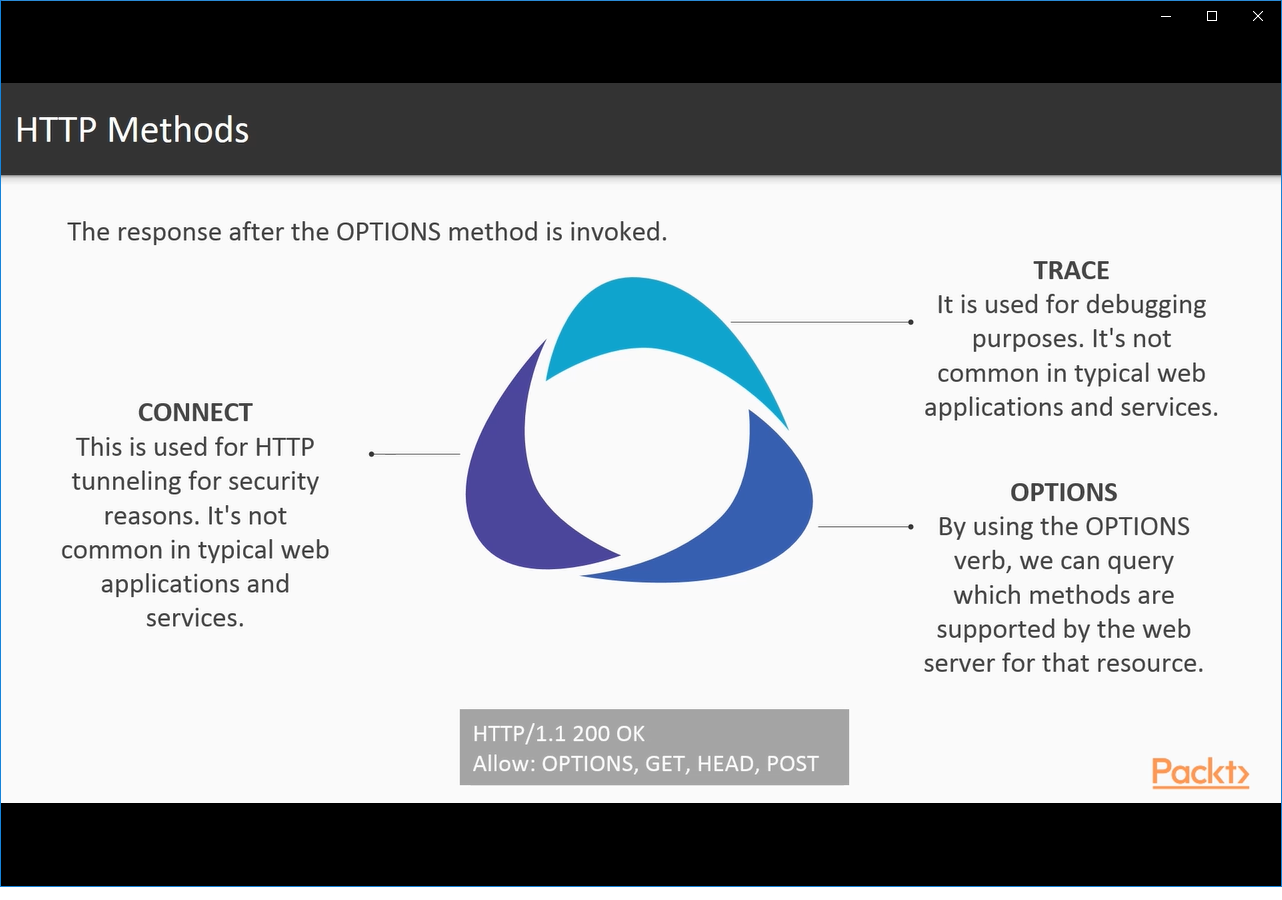 HTTP Methods
The response after the OPTIONS method is invoked.
TRACE
It is used for debugging
purposes. It's not
common in typical web
applications and services.
CONNECT
This is used for HTTP
tunneling for security
reasons. It's not
common in typical web
applications and
services.
OPTIONS
By using the OPTIONS
verb, we can query
which methods are
supported by the web
server for that resource.
HTTP/1.1 200 OK
Allow: OPTIONS, GET, HEAD, POST
Packt>